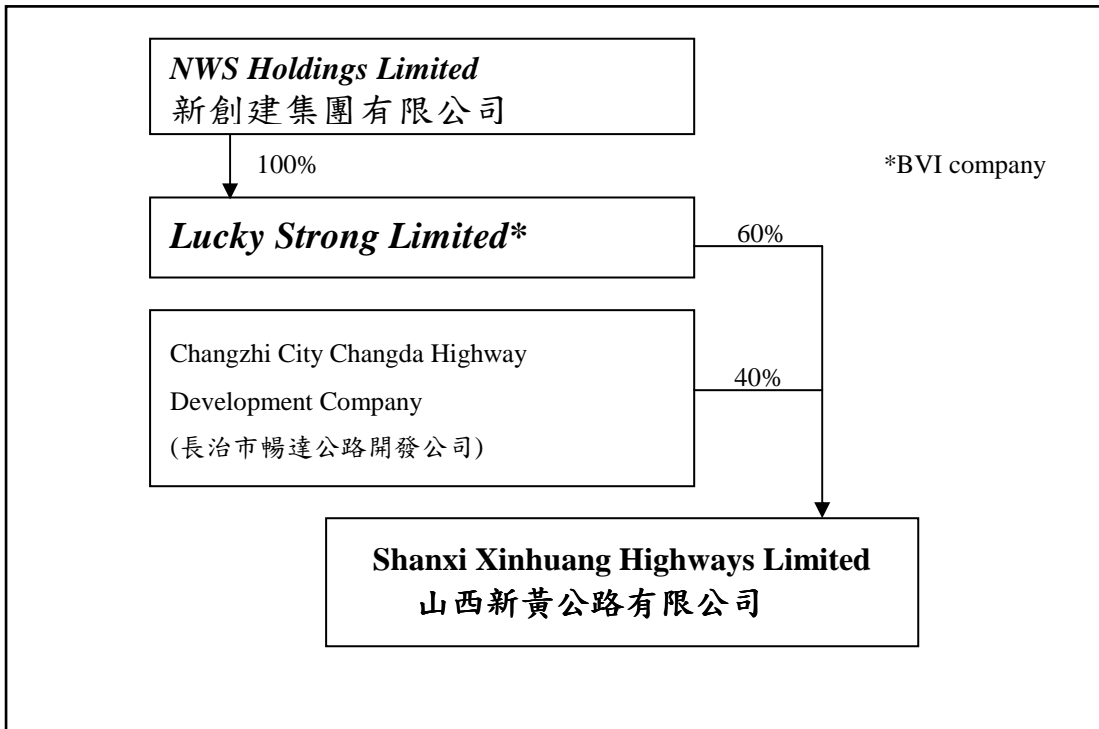 NWS Holdings Limited
新創建集團有限公司
100%
*BVI company
Lucky Strong Limited*
60%
Changzhi City Changda Highway
Development Company
(長治市暢達公路開發公司)
40%
Shanxi Xinhuang Highways Limited
山西新黃公路有限公司